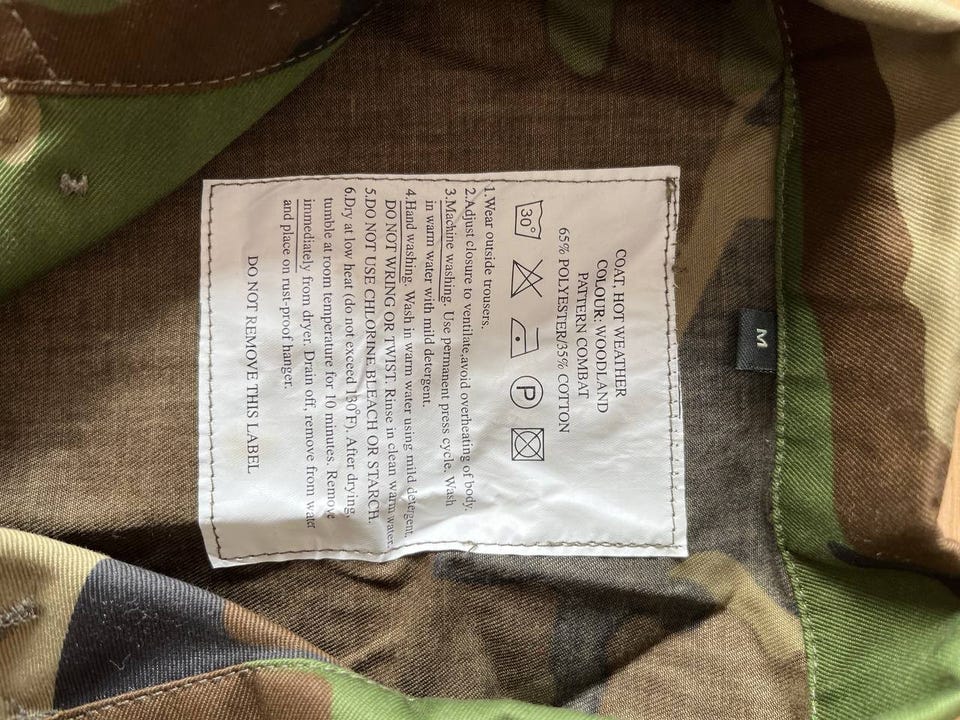 M
COAT, HOT WEATHER
COLOUR: WOODLAND
PATTERN COMBAT
65% POLYESTER/35% COTTON
30°
P
1.Wear outside trousers.
2.Adjust closure to ventilate,avoid overheating of body.
3.Machine washing. Use permanent press cycle. Wash
in warm water with mild detergent.
4.Hand washing. Wash in warm water using mild detergent.
DO NOT WRING OR TWIST. Rinse in clean warm water.
5.DO NOT USE CHLORINE BLEACH OR STARCH.
6.Dry at low heat (do not exceed 130°F). After drying,
tumble at room temperature for 10 minutes. Remove
immediately from dryer. Drain off, remove from water
and place on rust-proof hanger.
DO NOT REMOVE THIS LABEL